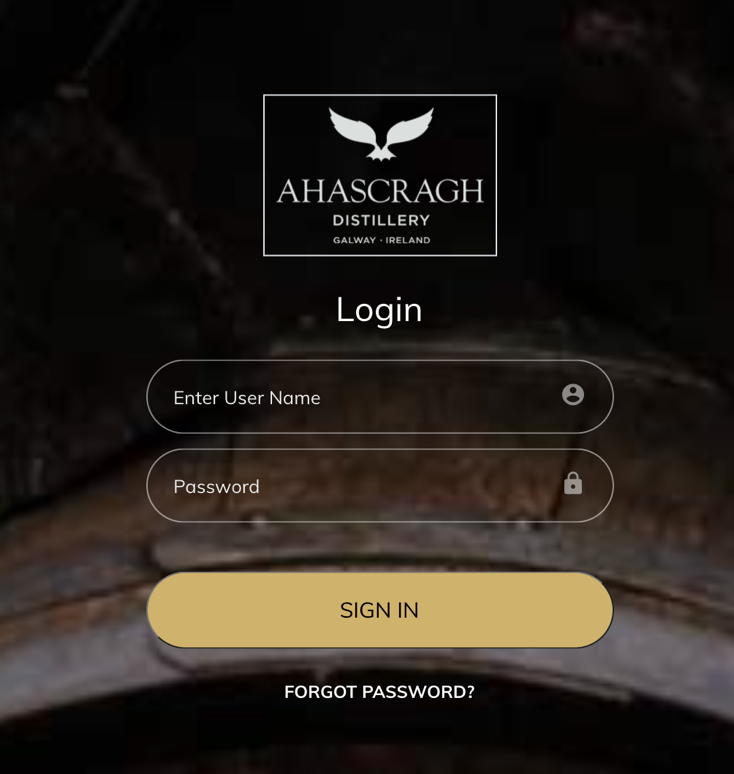 AHASCRAGH
DISTILLERY
GALWAY · IRELAND
Login
Enter User Name
Password
SIGN IN
FORGOT PASSWORD?